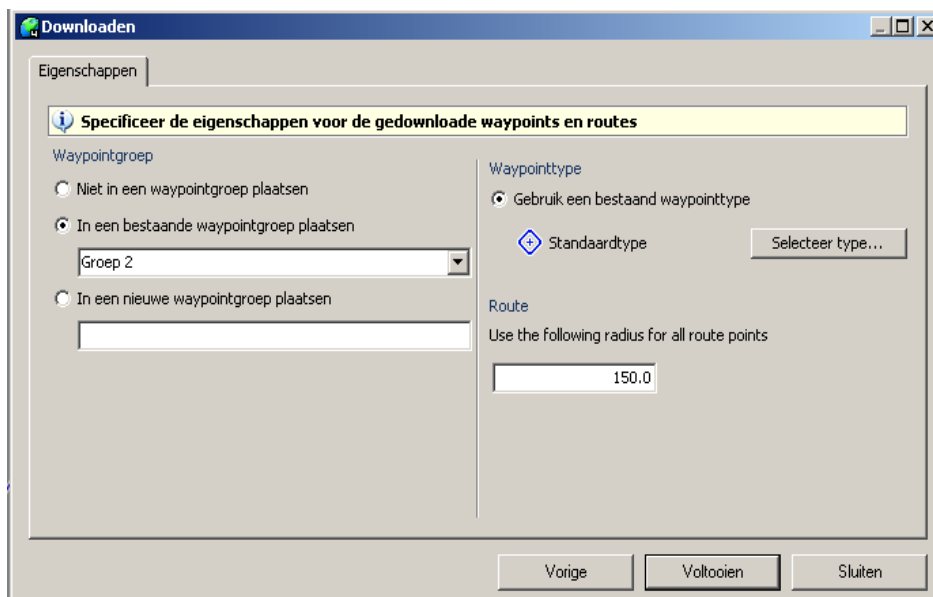 Downloaden
Eigenschappen
Specificeer de eigenschappen voor de gedownloade waypoints en routes
Waypointgroep
Niet in een waypointgroep plaatsen
In een bestaande waypointgroep plaatsen
Groep 2
In een nieuwe waypointgroep plaatsen
Waypointtype
Gebruik een bestaand waypointtype
Standaardtype
Selecteer type...
Route
Use the following radius for all route points
150.0
Vorige
Voltooien
Sluiten